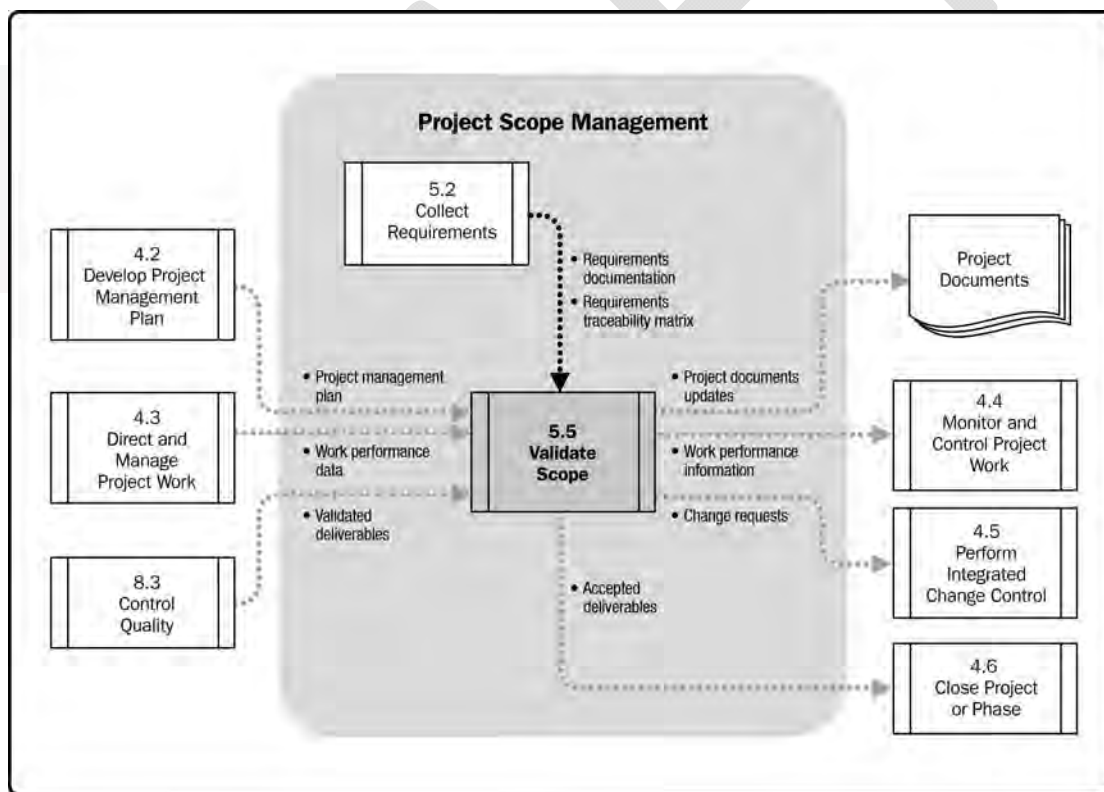 Project Scope Management
5.2
Collect
Requirements
• Requirements
documentation
• Requirements
traceability matrix
4.2
Develop Project
Management
Plan
4.3
Direct and
Manage
Project Work
8.3
Control
Quality
• Project management
plan
• Work performance
data
• Validated
deliverables
5.5
Validate
Scope
• Project documents
updates
• Work performance
information
• Change requests
• Accepted
deliverables
Project
Documents
4.4
Monitor and
Control Project
Work
4.5
Perform
Integrated
Change Control
4.6
Close Project
or Phase